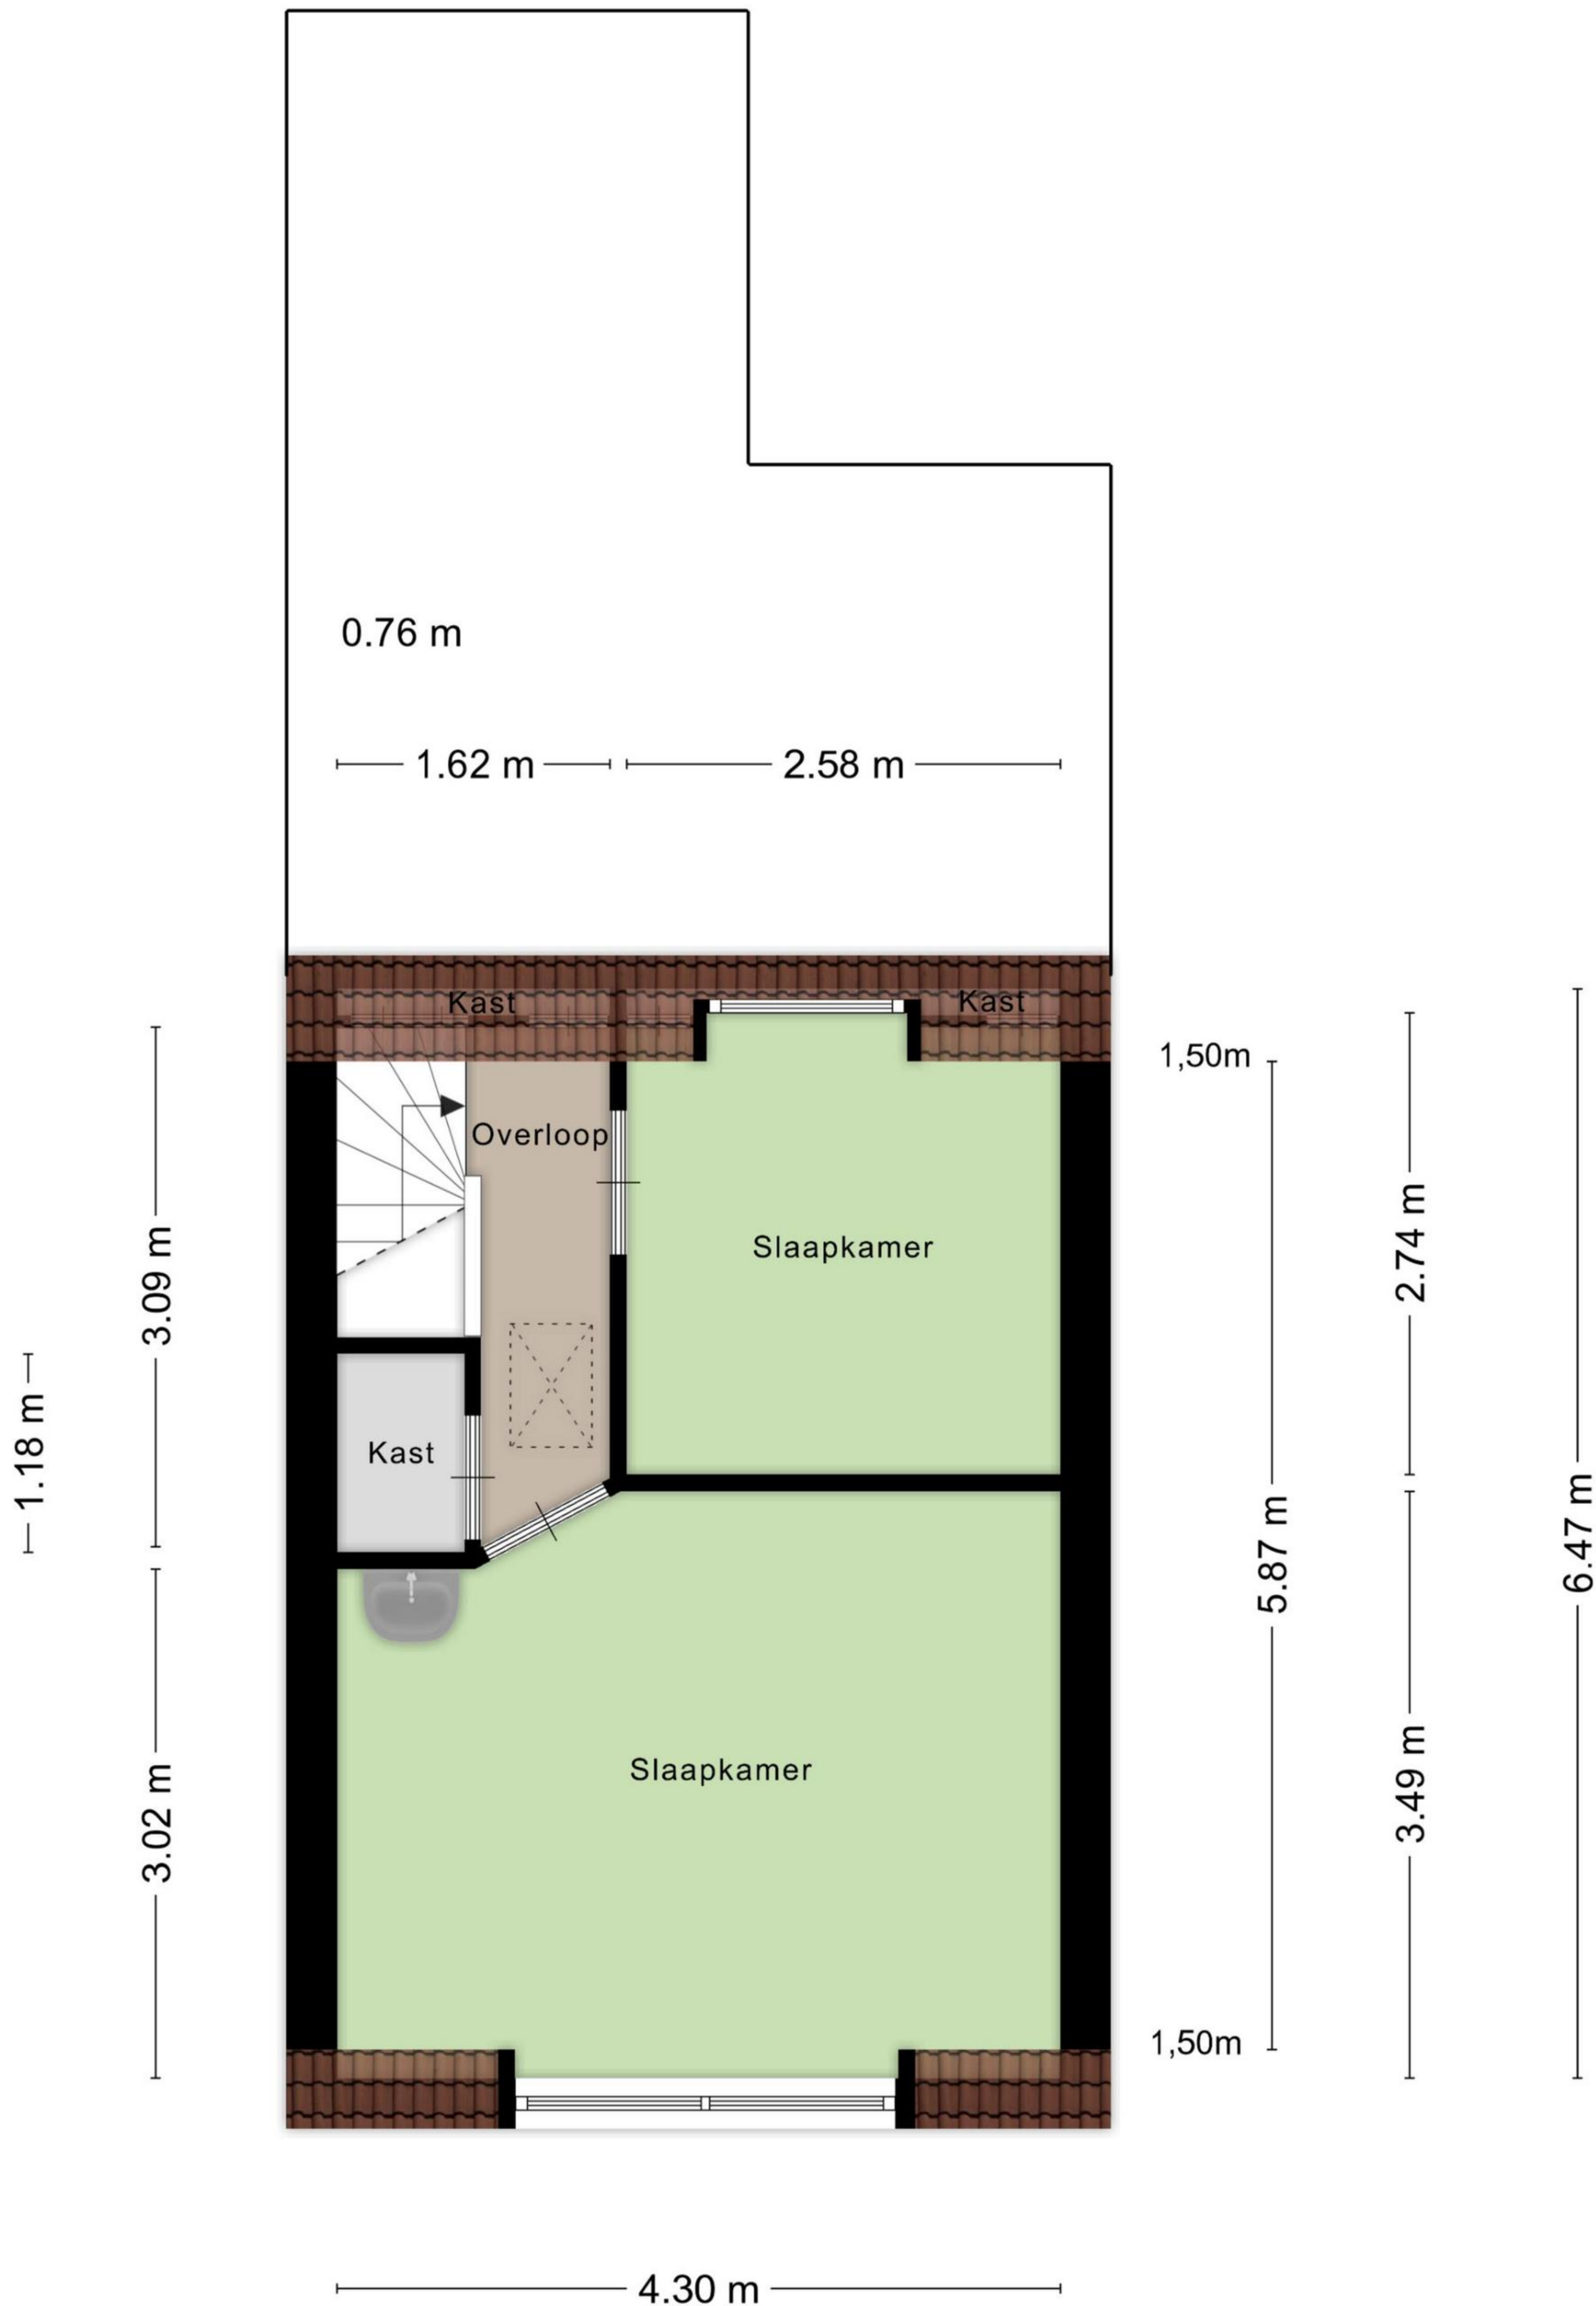 0.76 m
1.62 m
2.58 m
Kast
Kast
1,50m
Overloop
3.09 m
2.74 m
Slaapkamer
1.18 m
Kast
5.87 m
6.47 m
Slaapkamer
3.02 m
3.49 m
1,50m
4.30 m